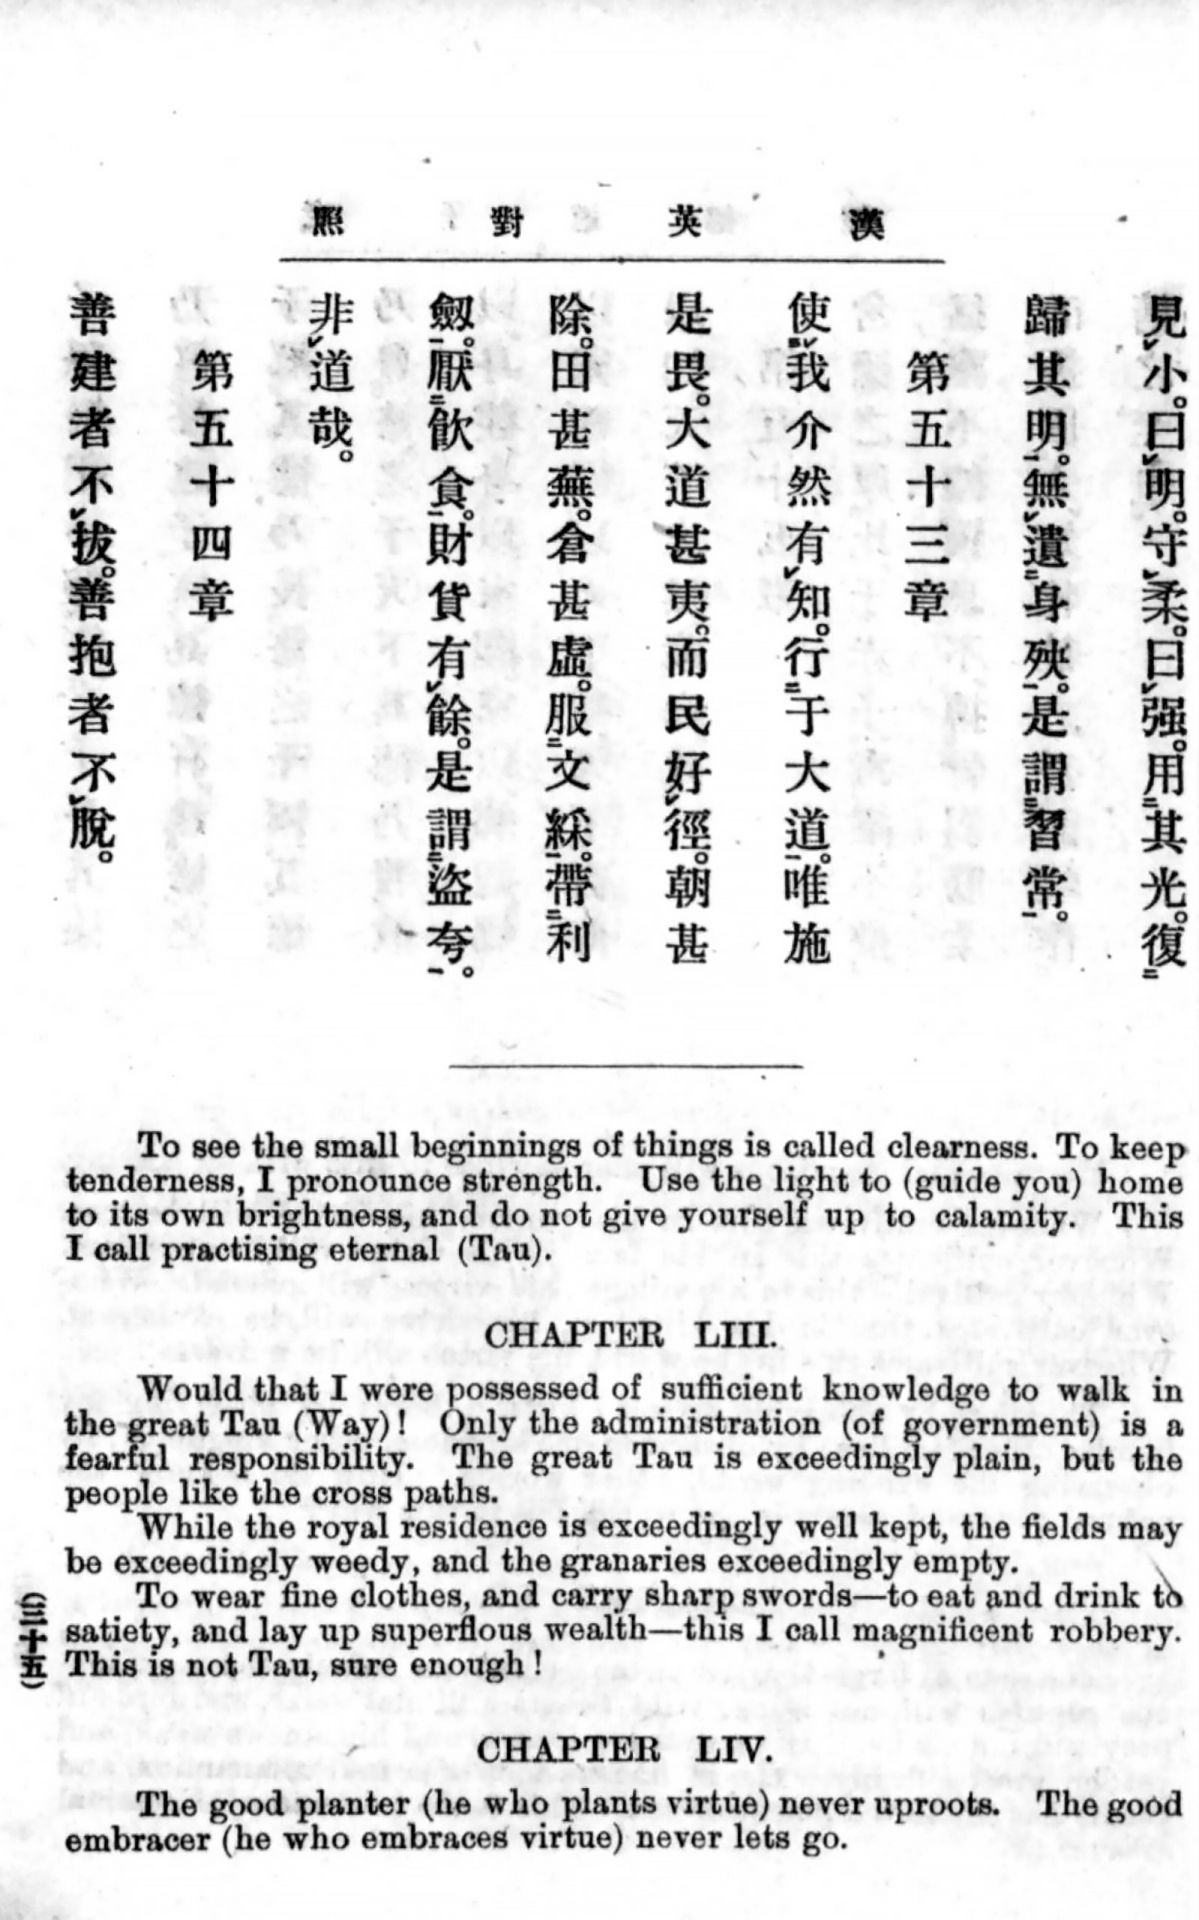 漢英對照
見小。曰明。守柔。曰强。用其光。復
歸其明。無遺身殃。是謂習常。
第五十三章
使我介然有知。行于大道。唯施
是畏。大道甚夷。而民好徑。朝甚
除。田甚蕪。倉甚虛。服文綵。帶利
劔。厭飮食。財貨有餘。是謂盜夸。
非道哉。
第五十四章
善建者不拔。善抱者不脫。
To see the small beginnings of things is called clearness. To keep
tenderness, I pronounce strength. Use the light to (guide you) home
to its own brightness, and do not give yourself up to calamity. This
I call practising eternal (Tau).
CHAPTER LIII.
Would that I were possessed of sufficient knowledge to walk in
the great Tau (Way)! Only the administration (of government) is a
fearful responsibility. The great Tau is exceedingly plain, but the
people like the cross paths.
While the royal residence is exceedingly well kept, the fields may
be exceedingly weedy, and the granaries exceedingly empty.
To wear fine clothes, and carry sharp swords—to eat and drink to
satiety, and lay up superflous wealth—this I call magnificent robbery.
This is not Tau, sure enough!
(三十五)
CHAPTER LIV.
The good planter (he who plants virtue) never uproots. The good
embracer (he who embraces virtue) never lets go.